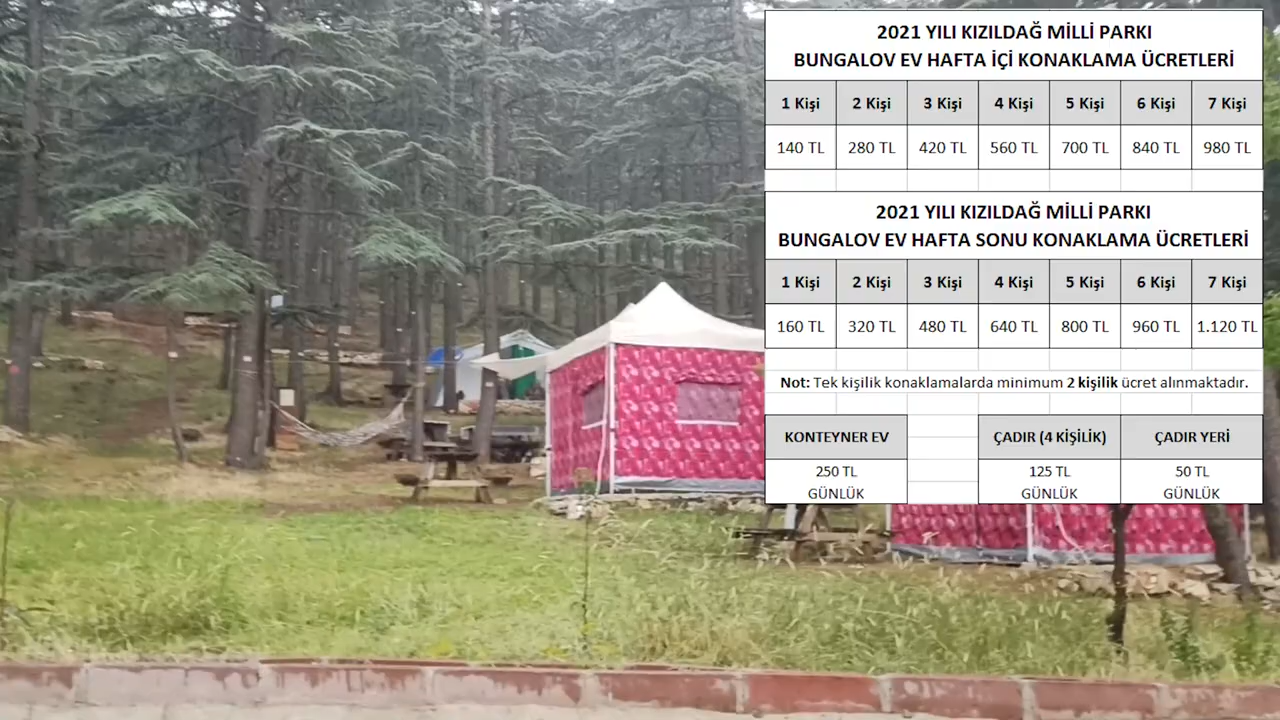 2021 YILI KIZILDAĞ MİLLİ PARKI
BUNGALOV EV HAFTA İÇİ KONAKLAMA ÜCRETLERİ
1 Kişi 2 Kişi 3 Kişi 4 Kişi 5 Kişi 6 Kişi 7 Kişi
140 TL 280 TL 420 TL 560 TL 700 TL 840 TL 980 TL
2021 YILI KIZILDAĞ MİLLİ PARKI
BUNGALOV EV HAFTA SONU KONAKLAMA ÜCRETLERİ
1 Kişi 2 Kişi 3 Kişi 4 Kişi 5 Kişi 6 Kişi 7 Kişi
160 TL 320 TL 480 TL 640 TL 800 TL 960 TL 1.120 TL
Not: Tek kişilik konaklamalarda minimum 2 kişilik ücret alınmaktadır.
KONTEYNER EV ÇADIR (4 KİŞİLİK) ÇADIR YERİ
250 TL 125 TL 50 TL
GÜNLÜK GÜNLÜK GÜNLÜK